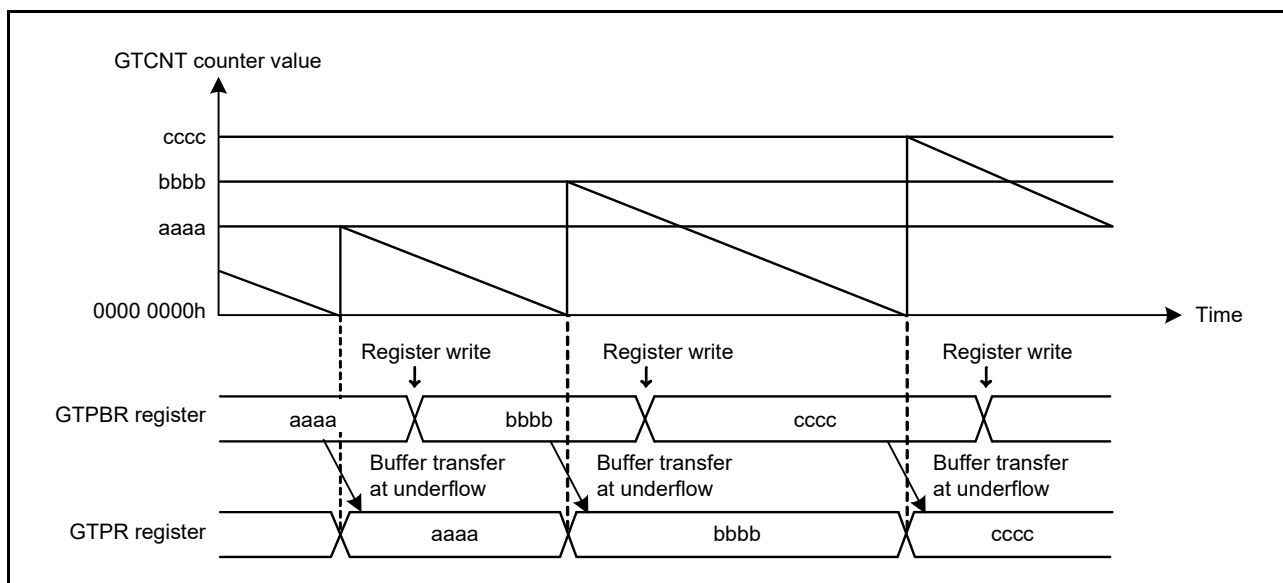 GTCNT counter value
cccc
bbbb
aaaa
0000 0000h
Time
Register write
Register write
Register write
GTPBR register
aaaa
bbbb
cccc
Buffer transfer
at underflow
Buffer transfer
at underflow
Buffer transfer
at underflow
GTPR register
aaaa
bbbb
cccc